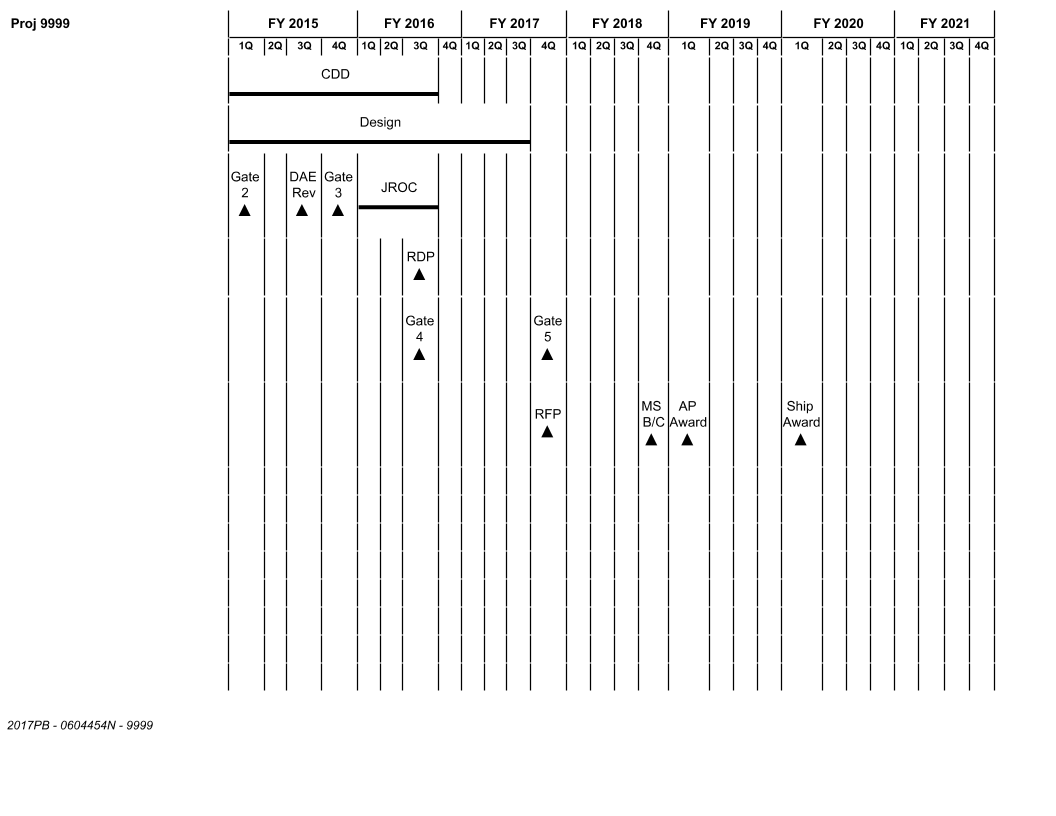 Proj 9999
FY 2015 FY 2016 FY 2017 FY 2018 FY 2019 FY 2020 FY 2021
1Q 2Q 3Q 4Q 1Q 2Q 3Q 4Q 1Q 2Q 3Q 4Q 1Q 2Q 3Q 4Q 1Q 2Q 3Q 4Q 1Q 2Q 3Q 4Q 1Q 2Q 3Q 4Q
CDD
Design
Gate 2
DAE Rev
Gate 3
JROC
RDP
Gate 4
Gate 5
RFP
MS B/C
AP Award
Ship Award
2017PB - 0604454N - 9999